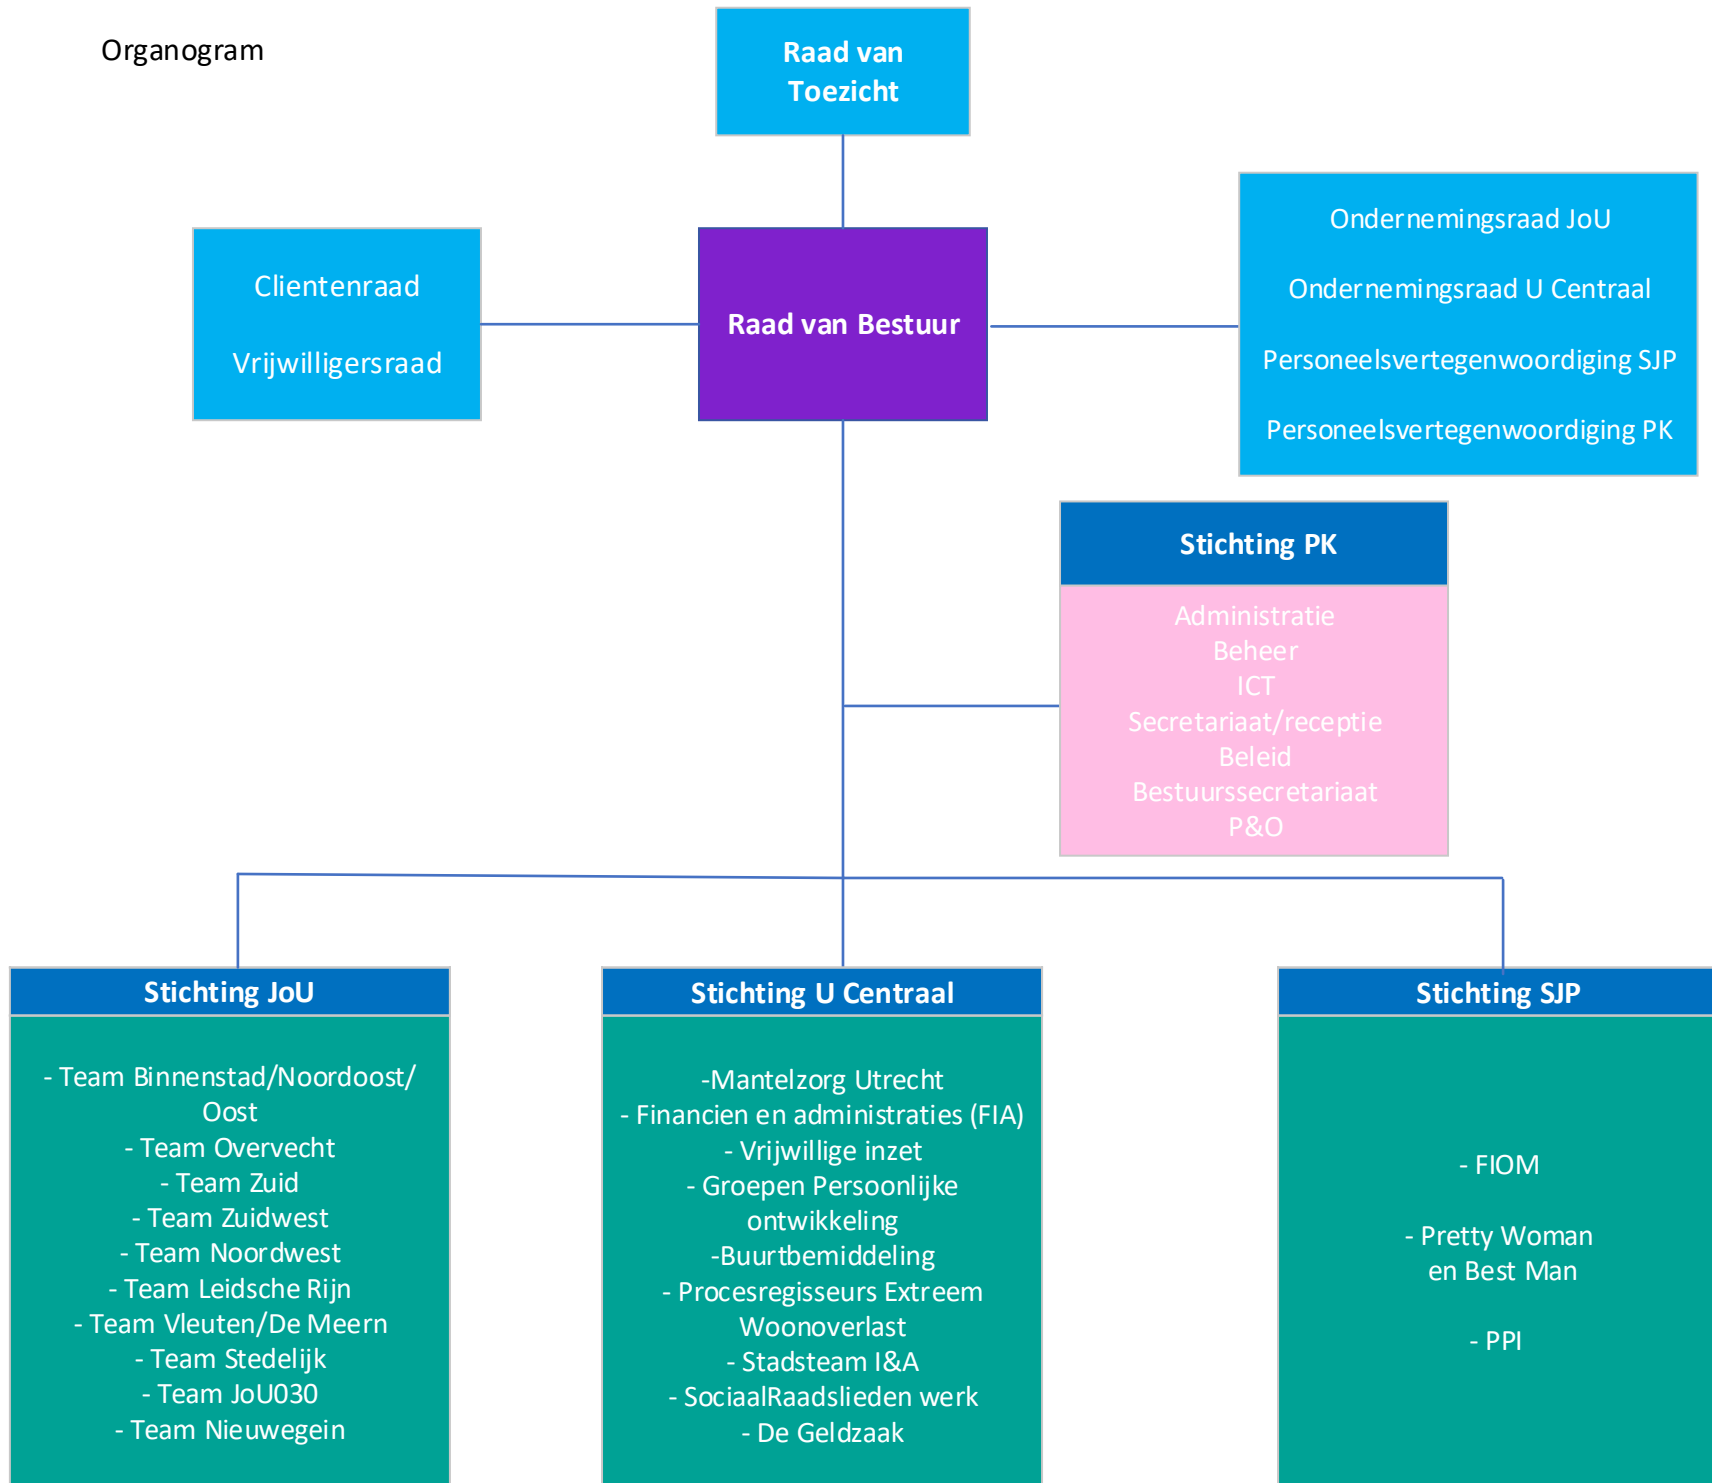 Organogram
Raad van
Toezicht
Clientenraad
Vrijwilligersraad
Raad van Bestuur
Ondernemingsraad JoU
Ondernemingsraad U Centraal
Personeelsvertegenwoordiging SJP
Personeelsvertegenwoordiging PK
Stichting PK
Administratie
Beheer
ICT
Secretariaat/receptie
Beleid
Bestuurssecretariaat
P&O
Stichting JoU
- Team Binnenstad/Noordoost/
Oost
- Team Overvecht
- Team Zuid
- Team Zuidwest
- Team Noordwest
- Team Leidsche Rijn
- Team Vleuten/De Meern
- Team Stedelijk
- Team JoU030
- Team Nieuwegein
Stichting U Centraal
-Mantelzorg Utrecht
- Financien en administraties (FIA)
- Vrijwillige inzet
- Groepen Persoonlijke
ontwikkeling
-Buurtbemiddeling
- Procesregisseurs Extreem
Woonoverlast
- Stadsteam I&A
- SociaalRaadslieden werk
- De Geldzaak
Stichting SJP
- FIOM
- Pretty Woman
en Best Man
- PPI